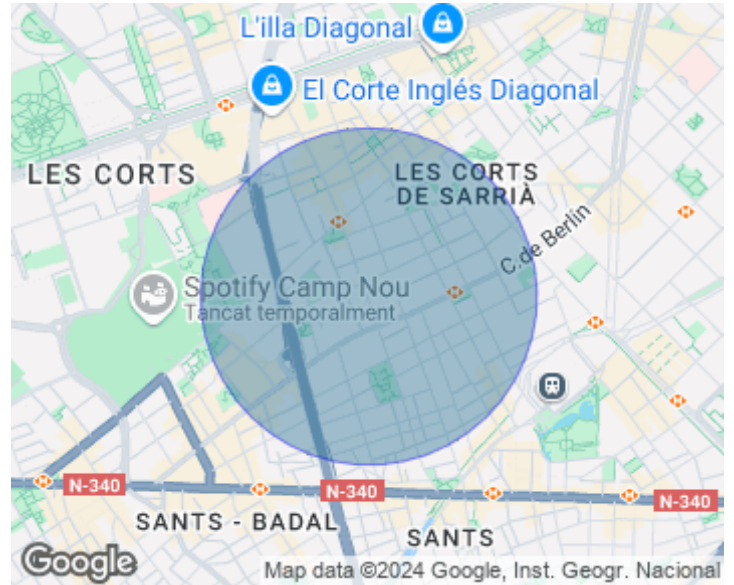 L'illa Diagonal
El Corte Inglés Diagonal
LES CORTS
LES CORTS
DE SARRIÀ
C. de Berlín
Spotify Camp Nou
Tancat temporalment
N-340
N-340
N-340
SANTS - BADAL
SANTS
Google
Map data ©2024 Google, Inst. Geogr. Nacional